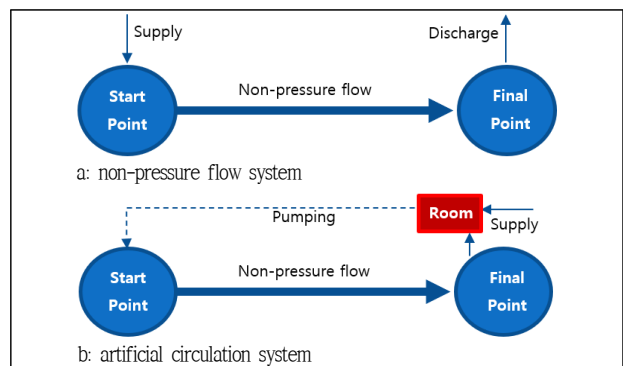 Supply
Discharge
Start
Point
Non-pressure flow
Final
Point
a: non-pressure flow system
Room
Pumping
Supply
Start
Point
Non-pressure flow
Final
Point
b: artificial circulation system